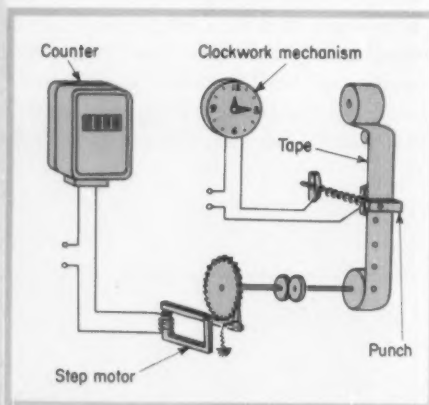 Counter
Clockwork mechanism
Tape
Punch
Step motor